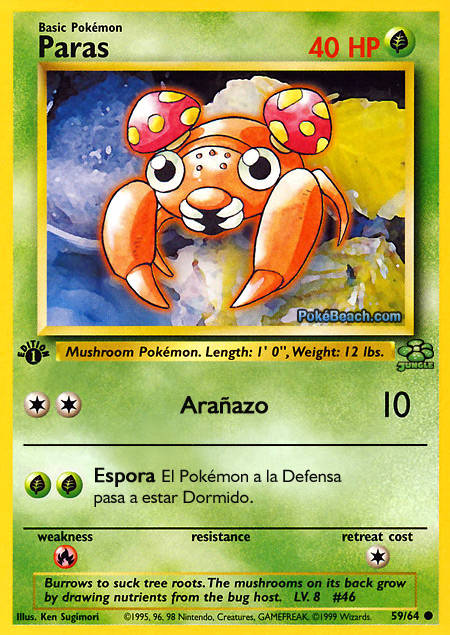 Basic Pokémon
Paras
40 HP
PokéBeach.com
EDITION
1
Mushroom Pokémon. Length: 1' 0", Weight: 12 lbs.
JUNGLE
Arañazo 10
Espora El Pokémon a la Defensa
pasa a estar Dormido.
weakness resistance retreat cost
Burrows to suck tree roots. The mushrooms on its back grow
by drawing nutrients from the bug host. LV. 8 #46
Illus. Ken Sugimori ©1995, 96, 98 Nintendo, Creatures, GAMEFREAK. ©1999 Wizards. 59/64